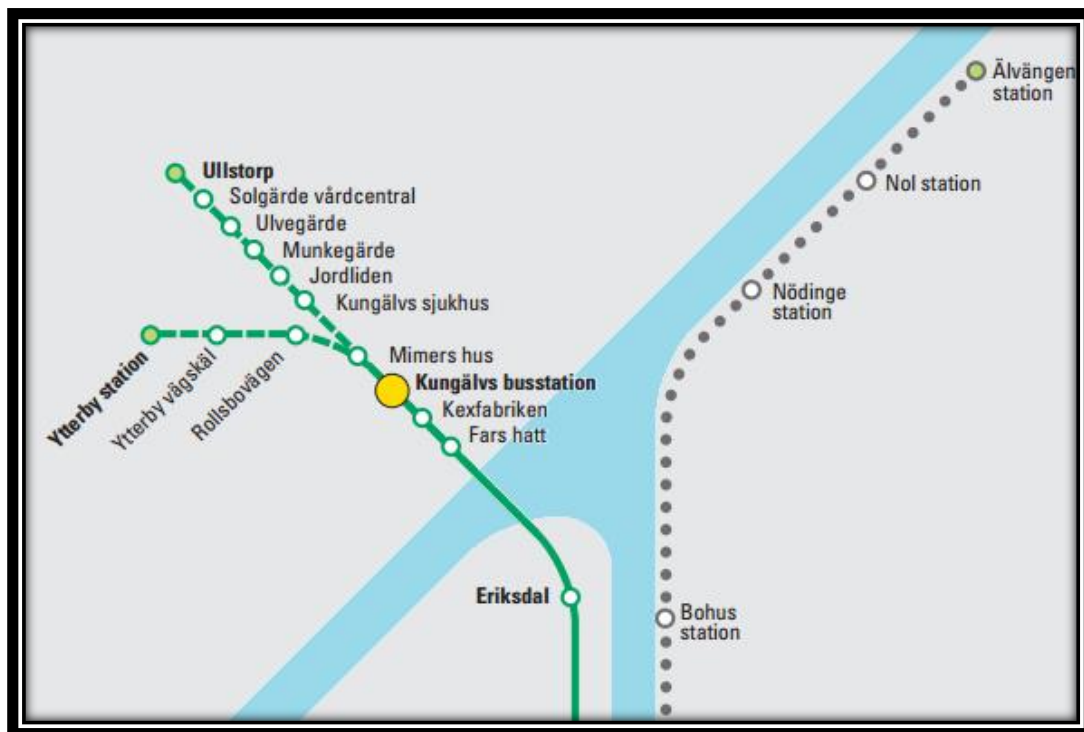 Älvängen
station
Ullstorp
Solgärde vårdcentral
Nol station
Ulvegärde
Munkegärde
Jordliden
Nödinge
station
Kungälvs sjukhus
Mimers hus
Ytterby station
Ytterby vägskäl
Rollsbovägen
Kungälvs busstation
Kexfabriken
Fars hatt
Eriksdal
Bohus
station